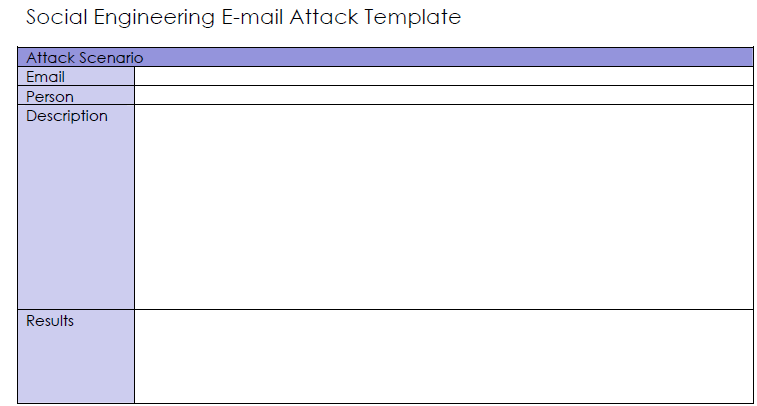 Social Engineering E-mail Attack Template
Attack Scenario
Email
Person
Description
Results